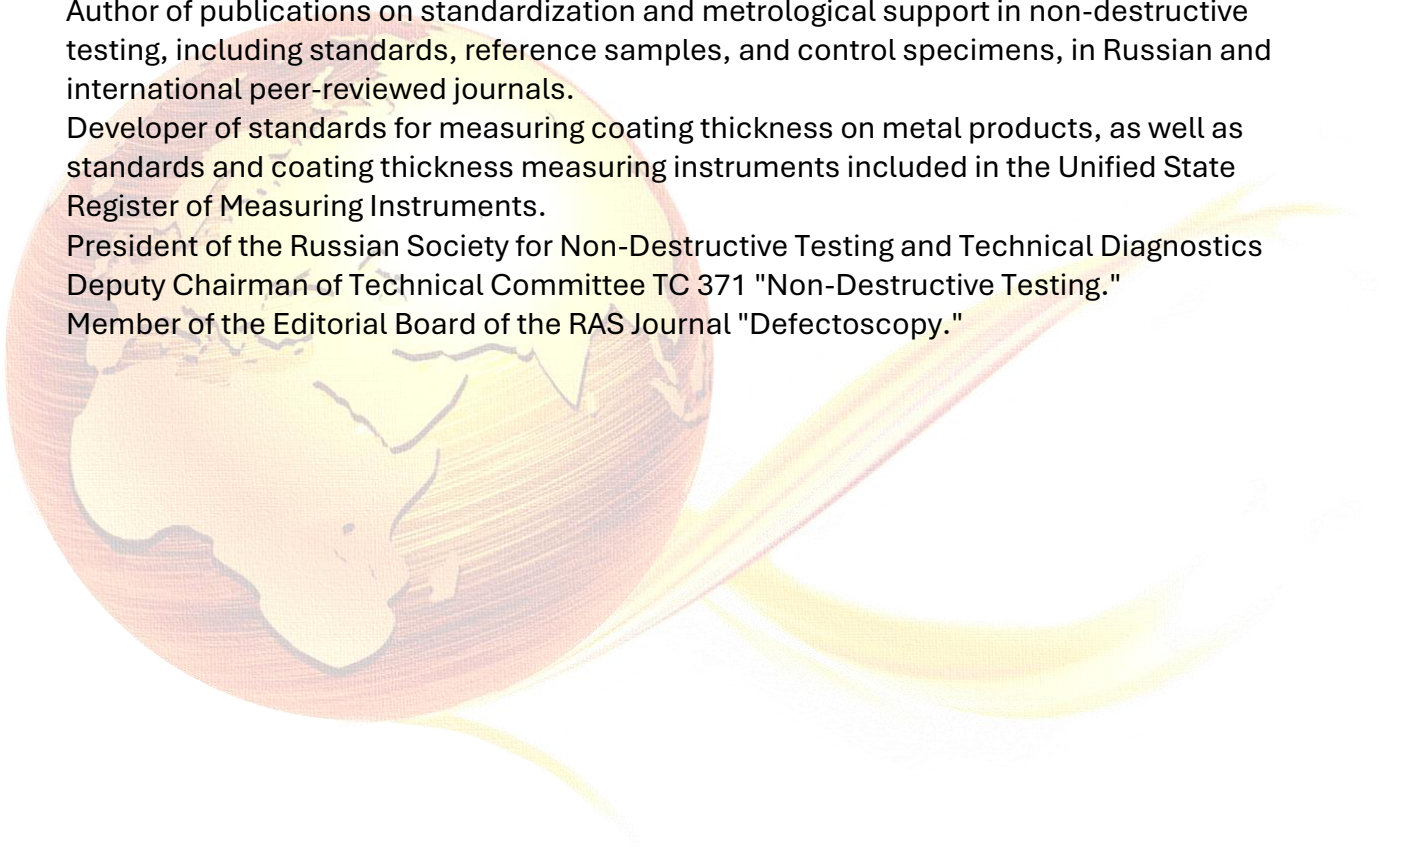 Author of publications on standardization and metrological support in non-destructive
testing, including standards, reference samples, and control specimens, in Russian and
international peer-reviewed journals.
Developer of standards for measuring coating thickness on metal products, as well as
standards and coating thickness measuring instruments included in the Unified State
Register of Measuring Instruments.
President of the Russian Society for Non-Destructive Testing and Technical Diagnostics
Deputy Chairman of Technical Committee TC 371 "Non-Destructive Testing."
Member of the Editorial Board of the RAS Journal "Defectoscopy."